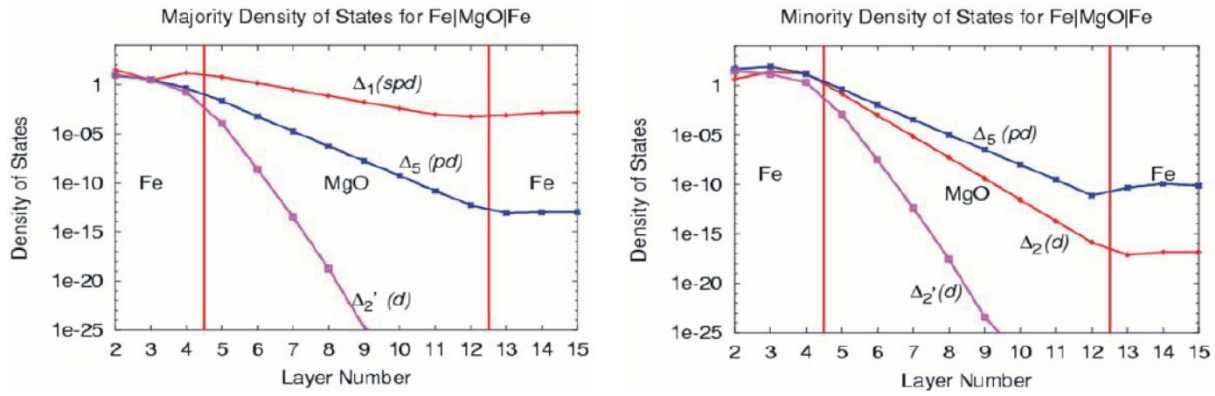 Majority Density of States for Fe|MgO|Fe
Density of States
1
1e-05
1e-10
1e-15
1e-20
1e-25
Δ1(spd)
Δ5 (pd)
Fe
MgO
Fe
Δ2' (d)
2 3 4 5 6 7 8 9 10 11 12 13 14 15
Layer Number
Minority Density of States for Fe|MgO|Fe
Density of States
1
1e-05
1e-10
1e-15
1e-20
1e-25
Δ5 (pd)
Fe
MgO
Fe
Δ2(d)
Δ2'(d)
2 3 4 5 6 7 8 9 10 11 12 13 14 15
Layer Number